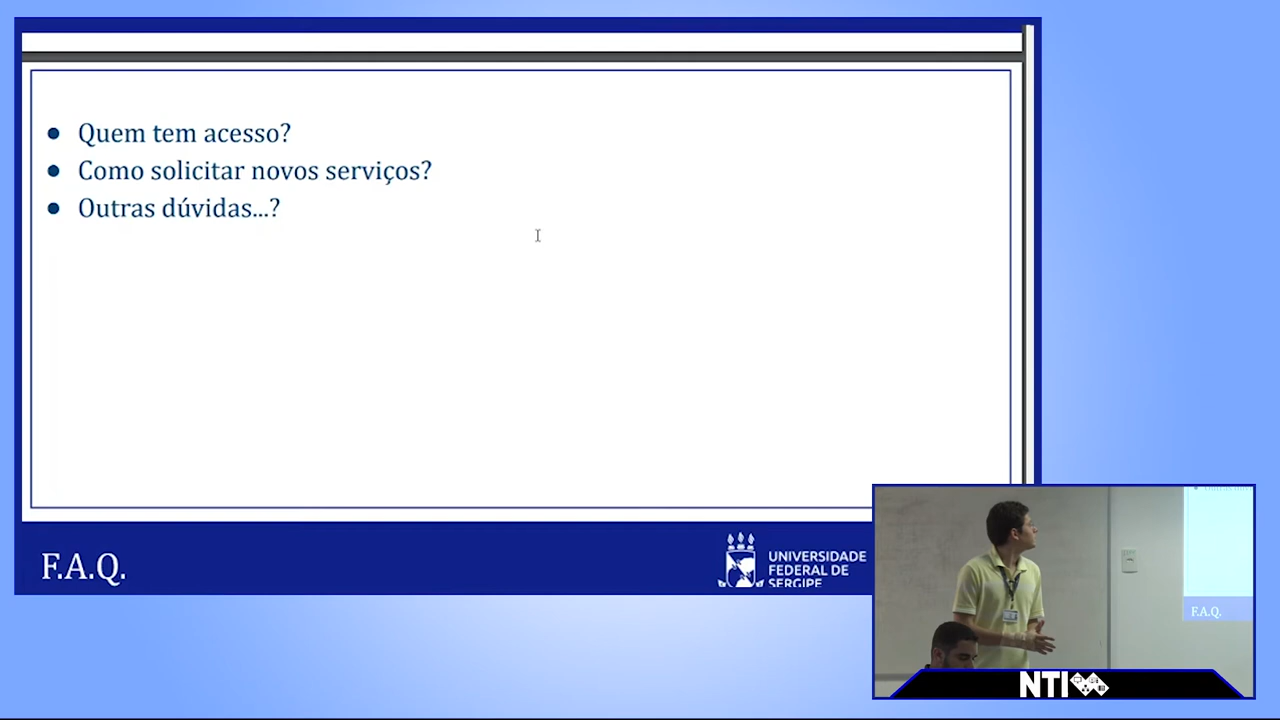 ● Quem tem acesso?
● Como solicitar novos serviços?
● Outras dúvidas...?
F.A.Q.
UNIVERSIDADE
FEDERAL DE
SERGIPE
F.A.Q.
NTI